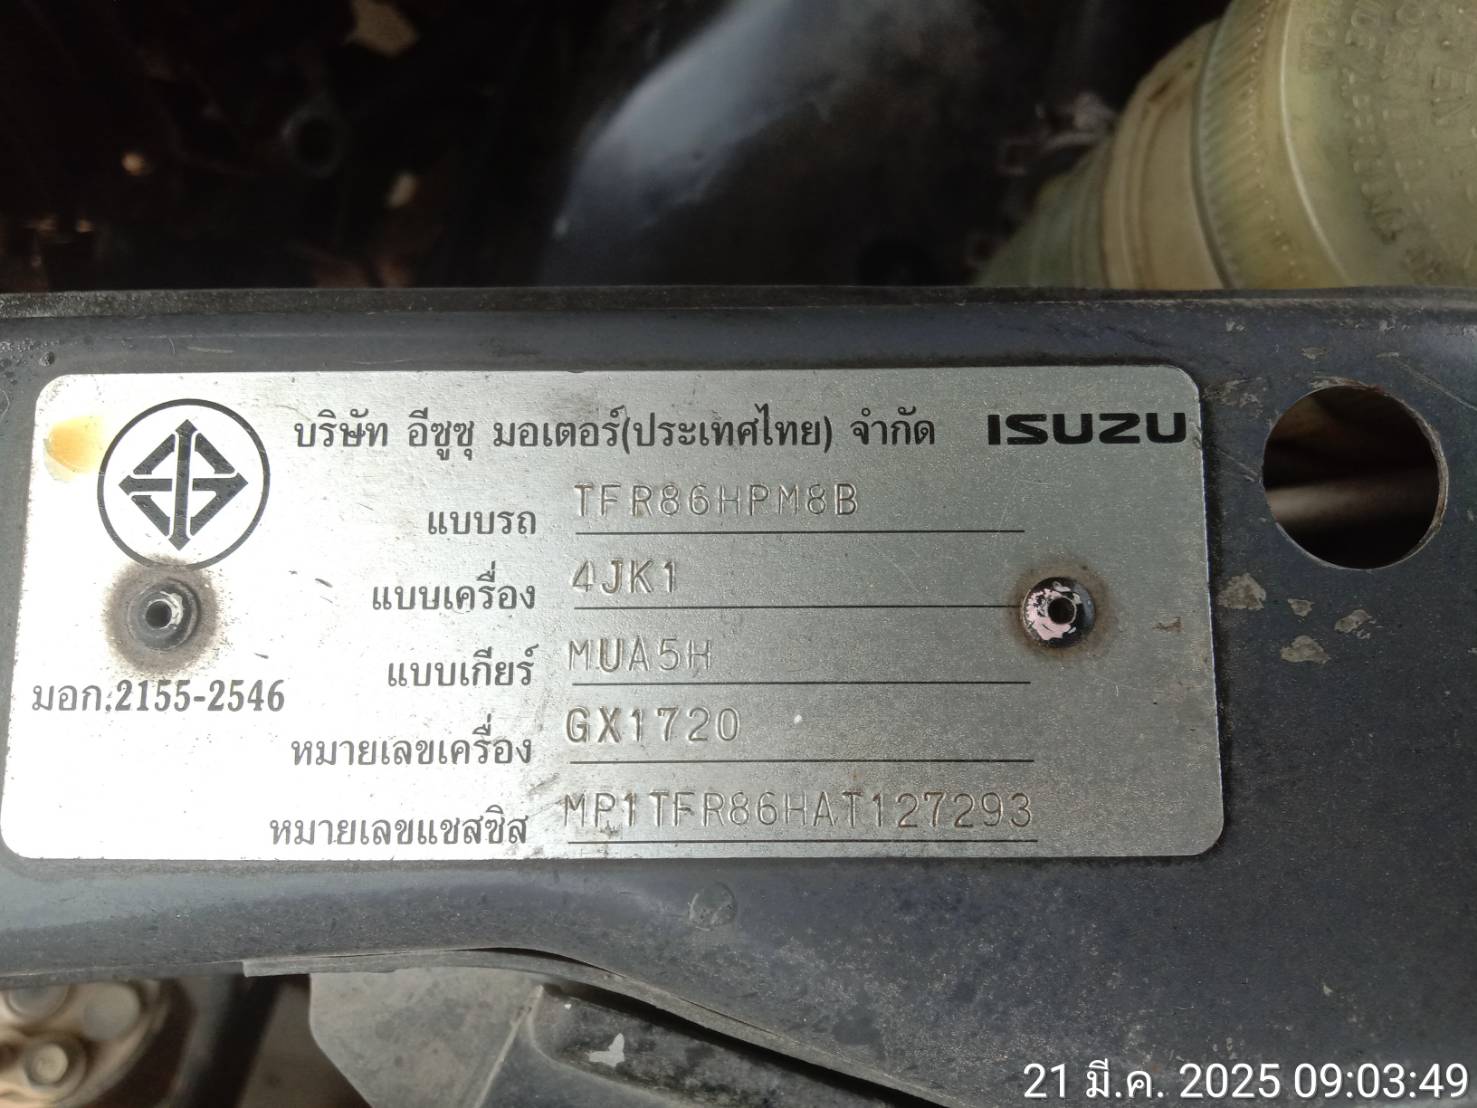 บริษัท อีซูซุ มอเตอร์(ประเทศไทย) จำกัด ISUZU
แบบรถ TFR86HPM8B
แบบเครื่อง 4JK1
แบบเกียร์ MUA5H
มอก.2155-2546
หมายเลขเครื่อง GX1720
หมายเลขแชสซิส MP1TFR86HAT127293
21 มี.ค. 2025 09:03:49